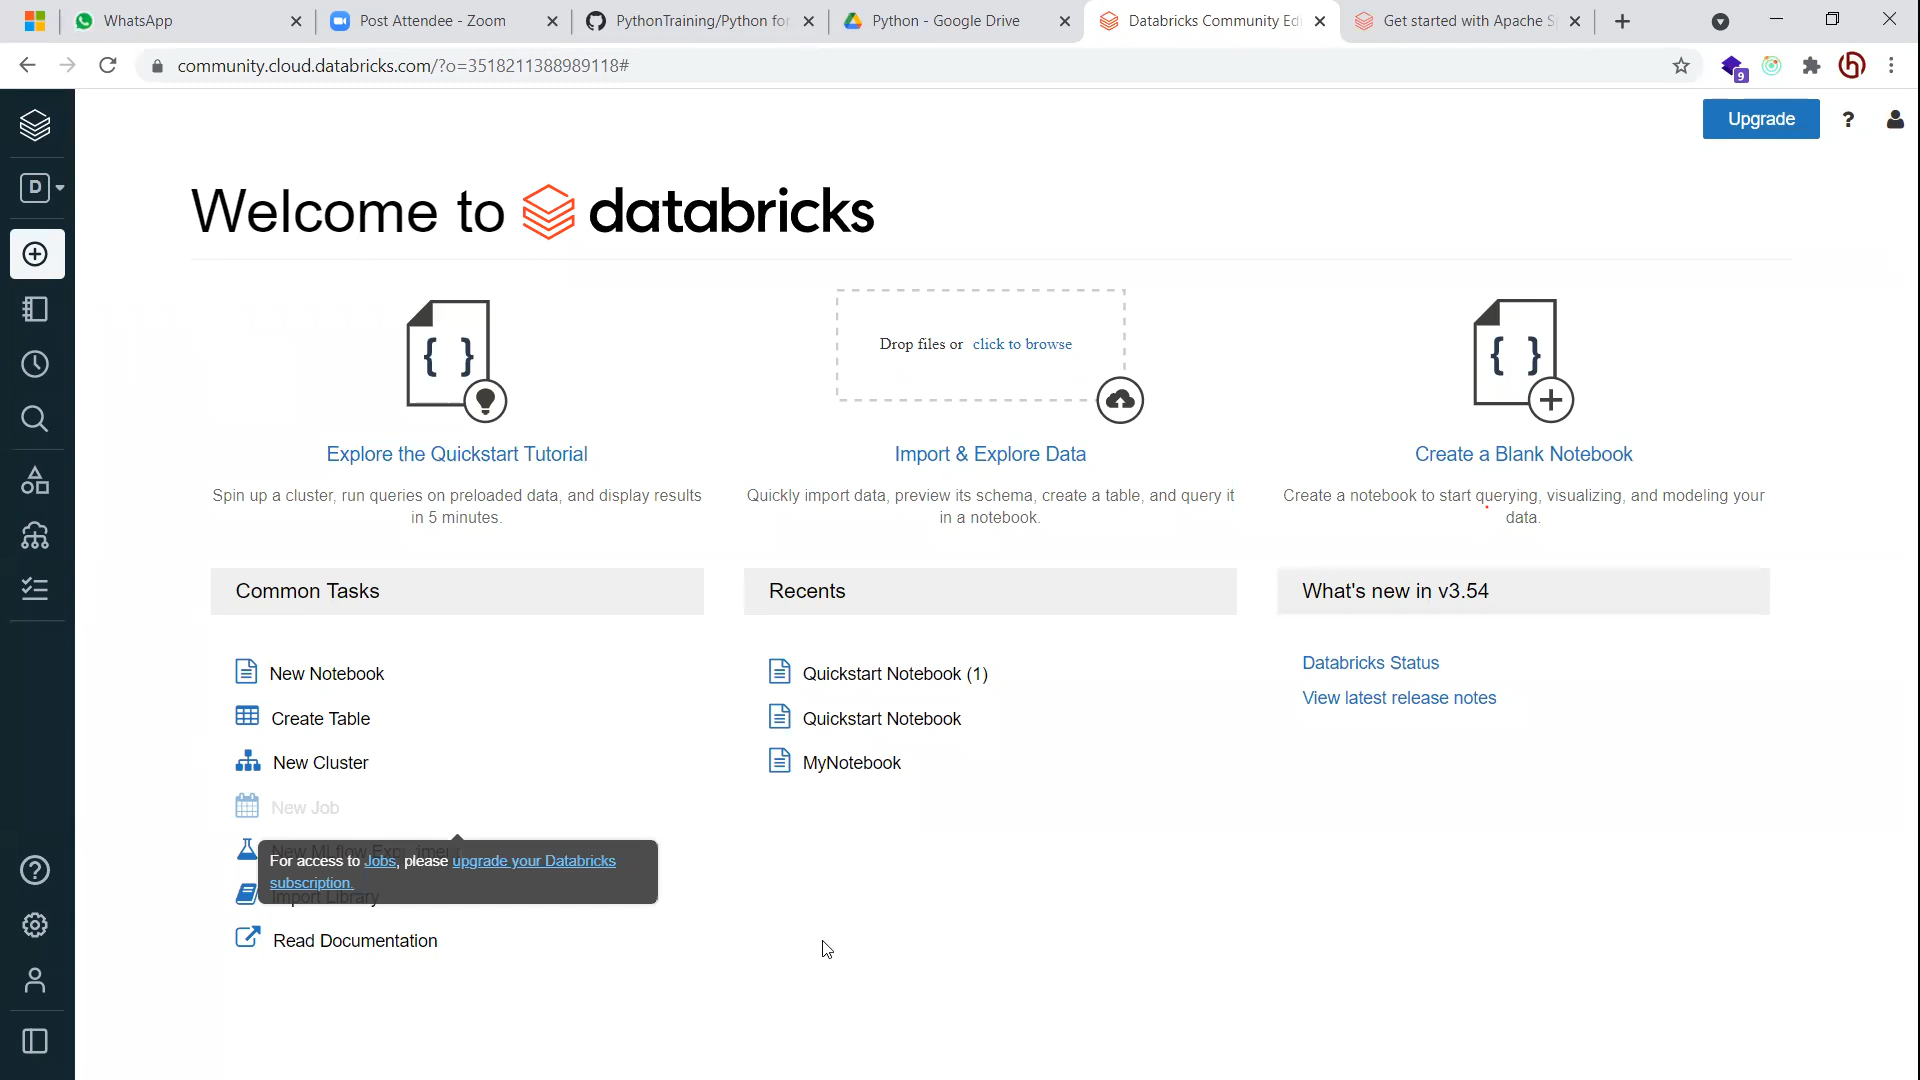 WhatsApp
Post Attendee - Zoom
PythonTraining/Python for
Python - Google Drive
Databricks Community Edi
Get started with Apache S
community.cloud.databricks.com/?o=3518211388989118#
9
Upgrade
?
D
Welcome to databricks
Drop files or click to browse
Explore the Quickstart Tutorial
Spin up a cluster, run queries on preloaded data, and display results
in 5 minutes.
Import & Explore Data
Quickly import data, preview its schema, create a table, and query it
in a notebook.
Create a Blank Notebook
Create a notebook to start querying, visualizing, and modeling your
data.
Common Tasks
New Notebook
Create Table
New Cluster
New Job
For access to Jobs, please upgrade your Databricks
subscription.
Import Library
Read Documentation
Recents
Quickstart Notebook (1)
Quickstart Notebook
MyNotebook
What's new in v3.54
Databricks Status
View latest release notes